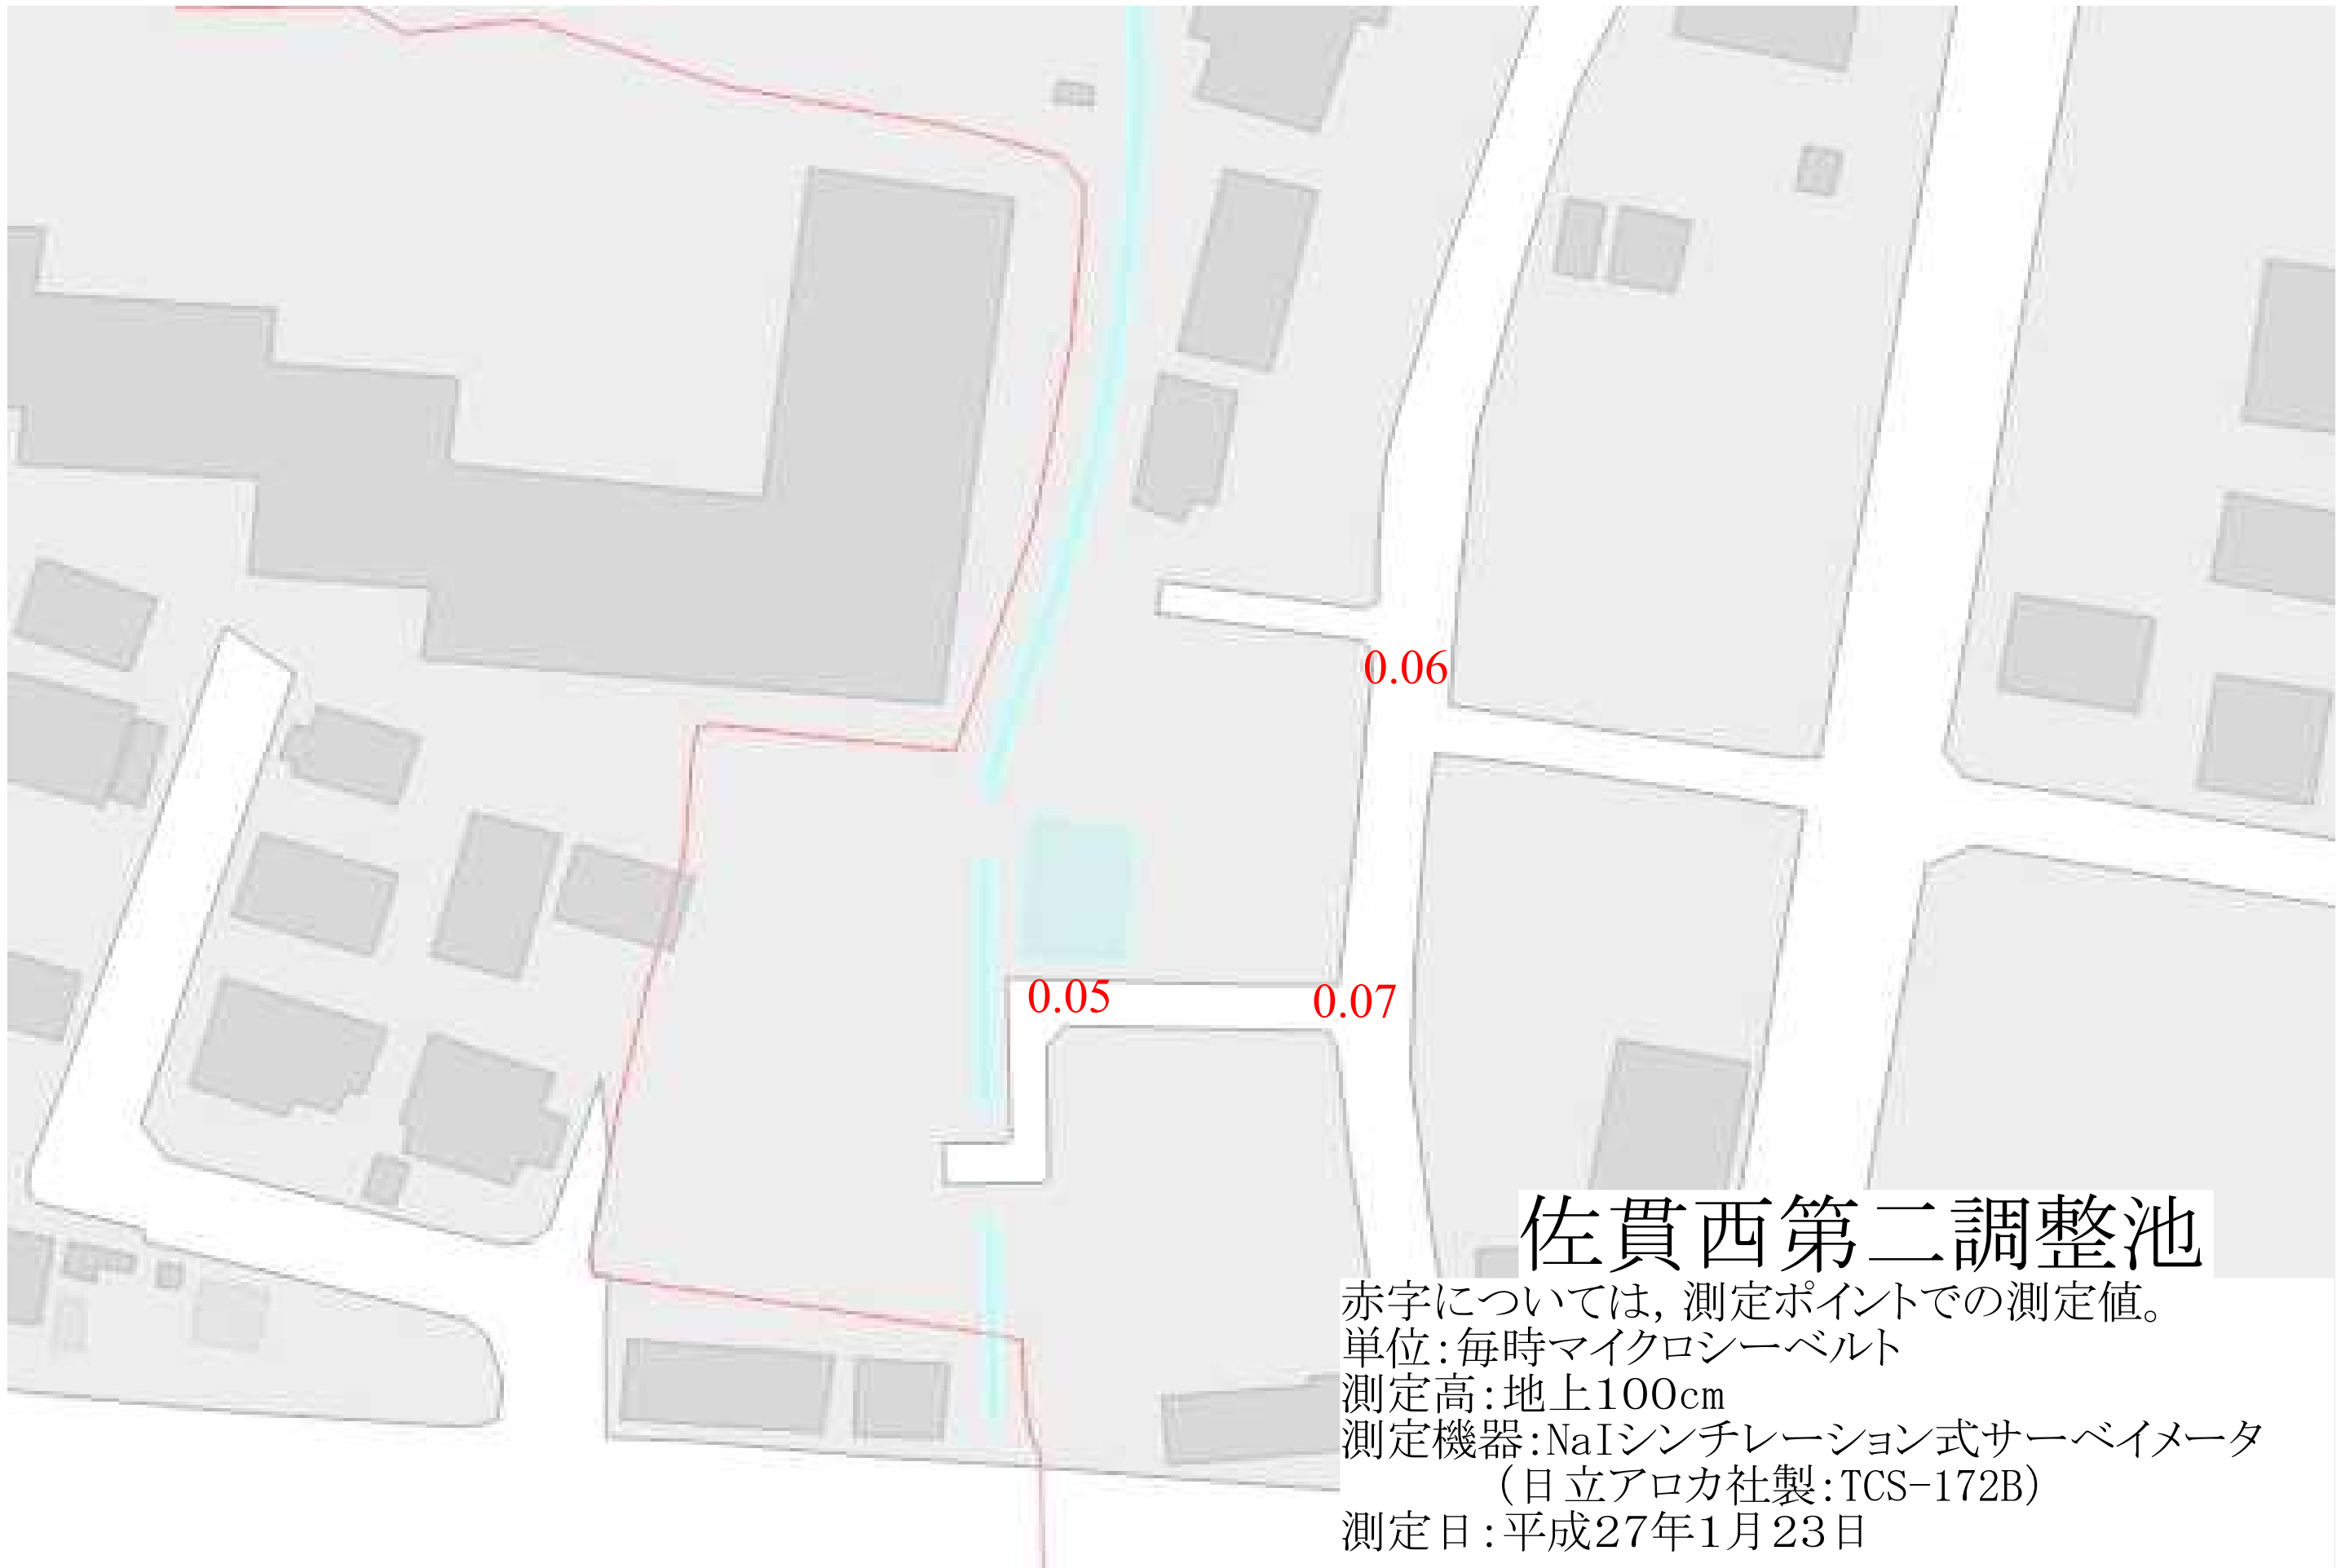 0.06
0.05
0.07
佐貫西第二調整池
赤字については, 測定ポイントでの測定値。
単位:毎時マイクロシーベルト
測定高:地上100cm
測定機器:NaIシンチレーション式サーベイメータ
(日立アロカ社製:TCS-172B)
測定日:平成27年1月23日